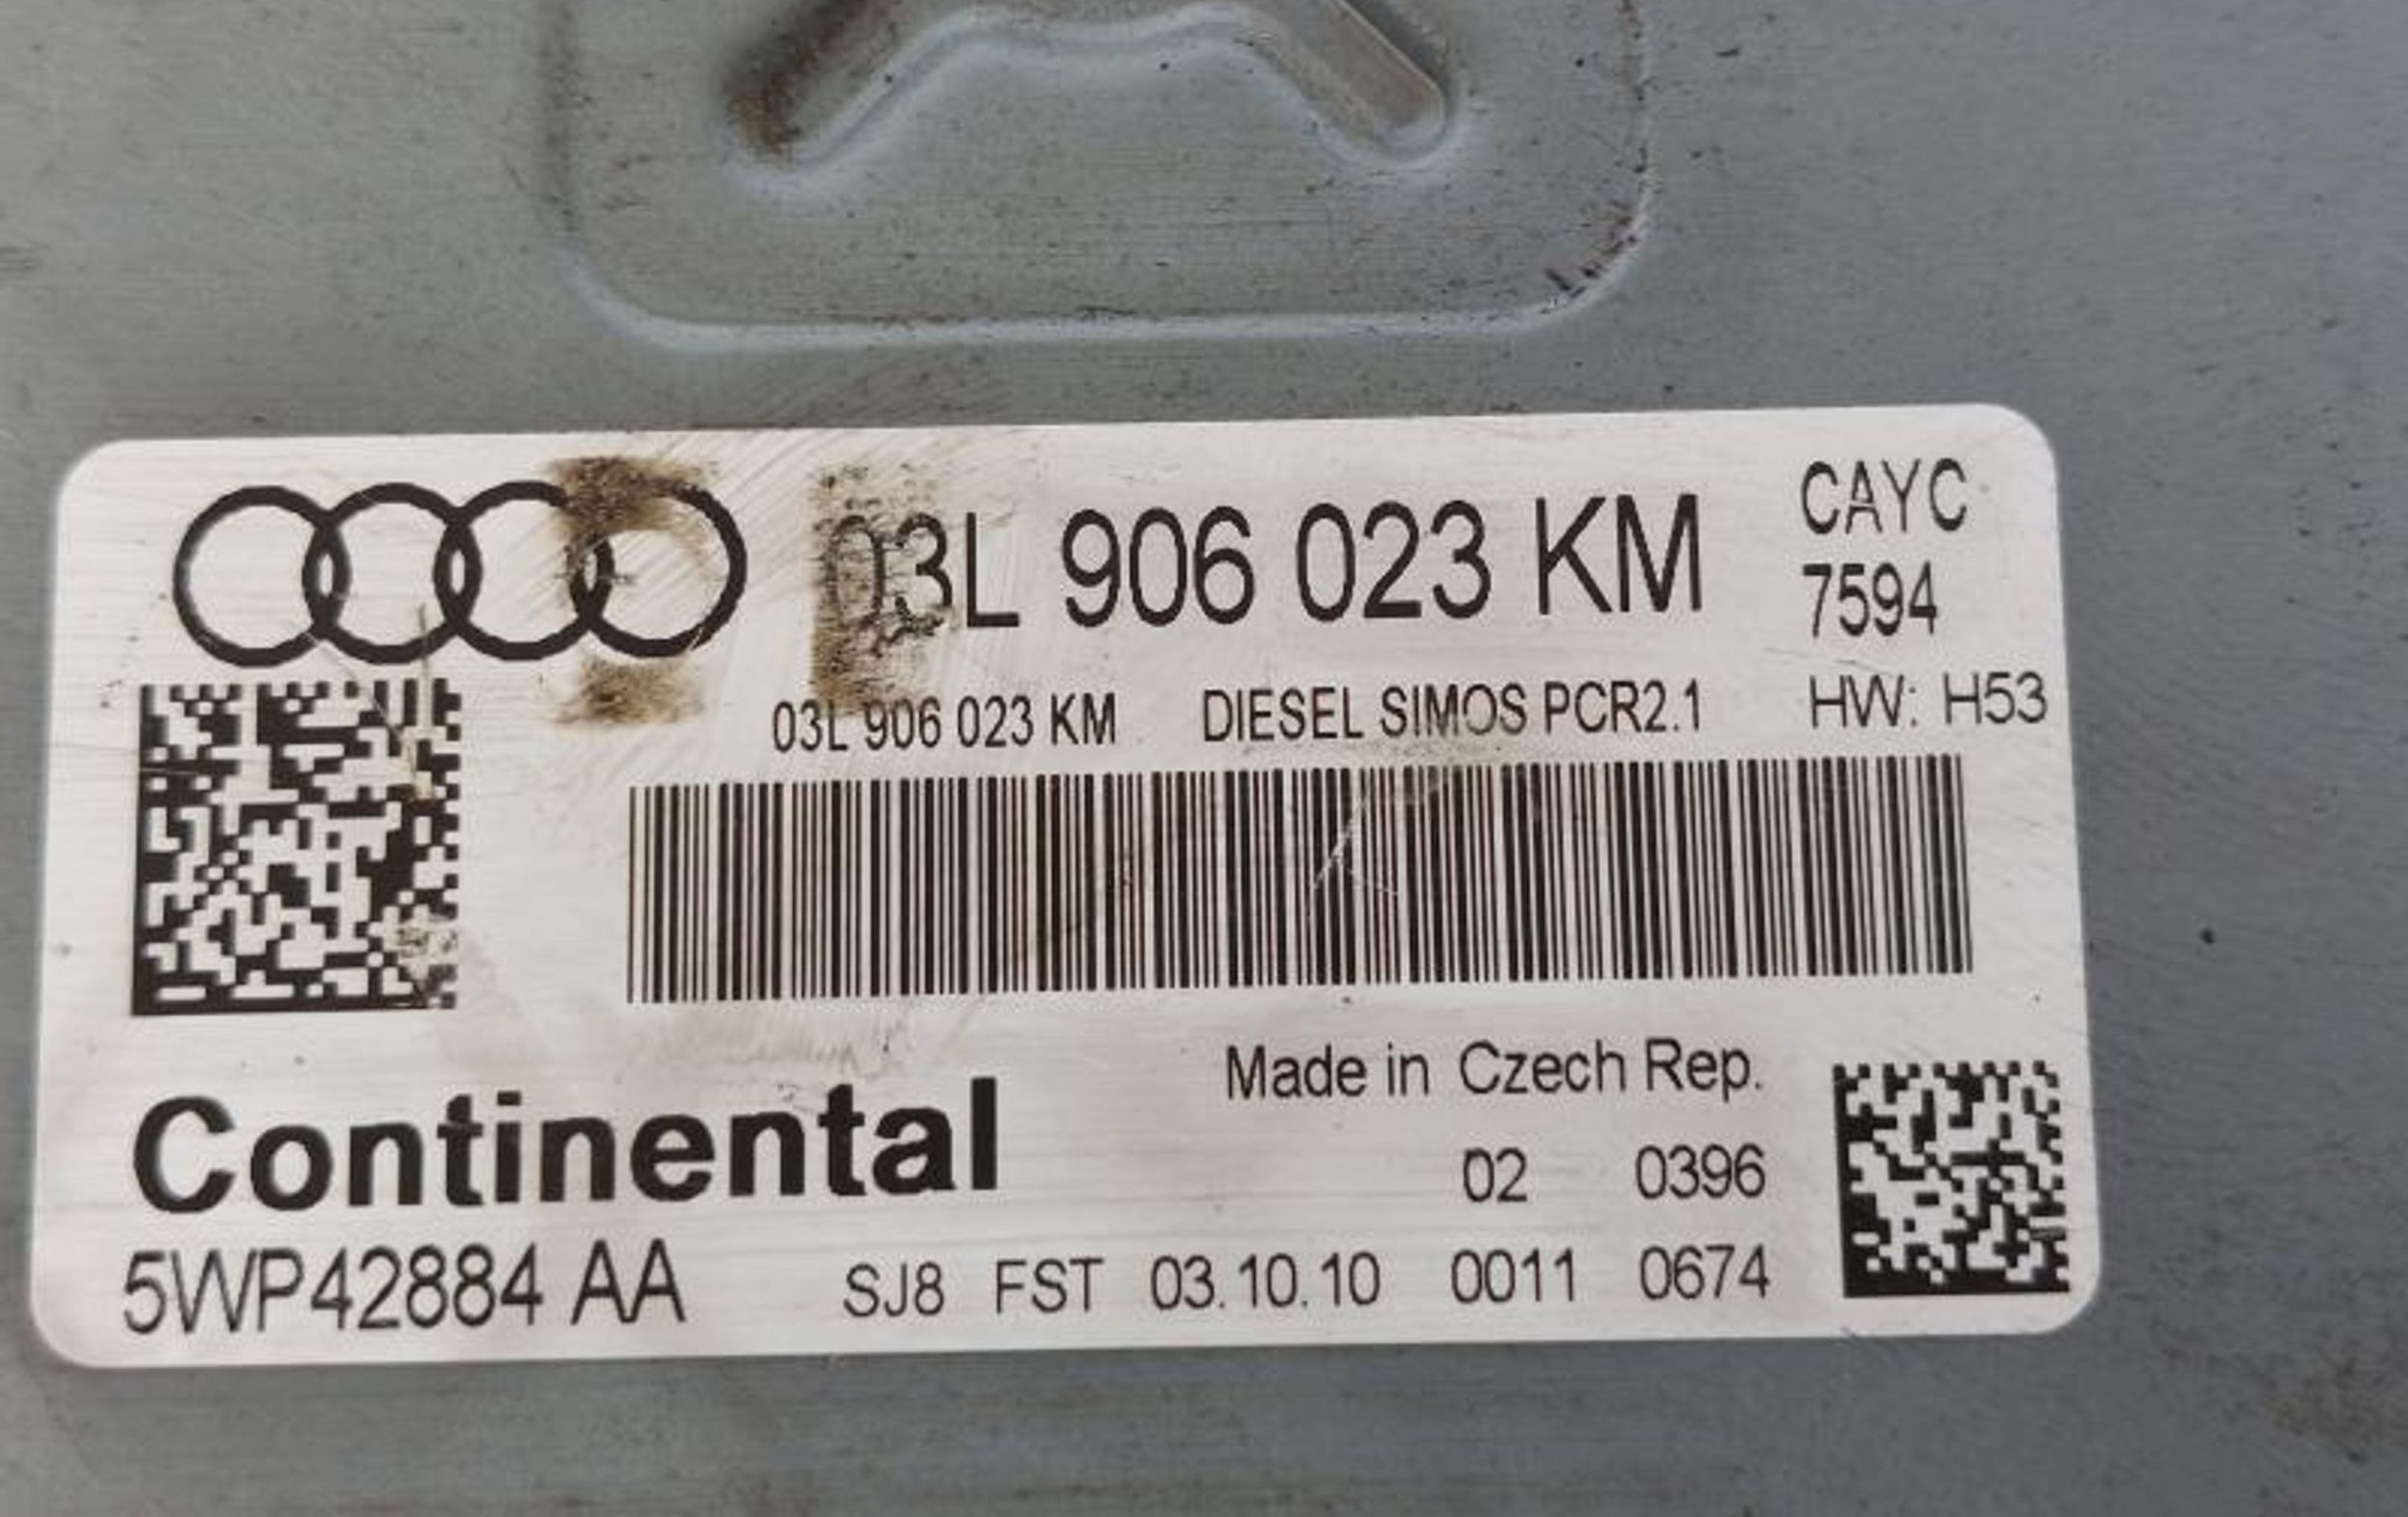 03L 906 023 KM CAYC
7594
03L 906 023 KM DIESEL SIMOS PCR2.1 HW: H53
Made in Czech Rep.
Continental
02 0396
5WP42884 AA SJ8 FST 03.10.10 0011 0674